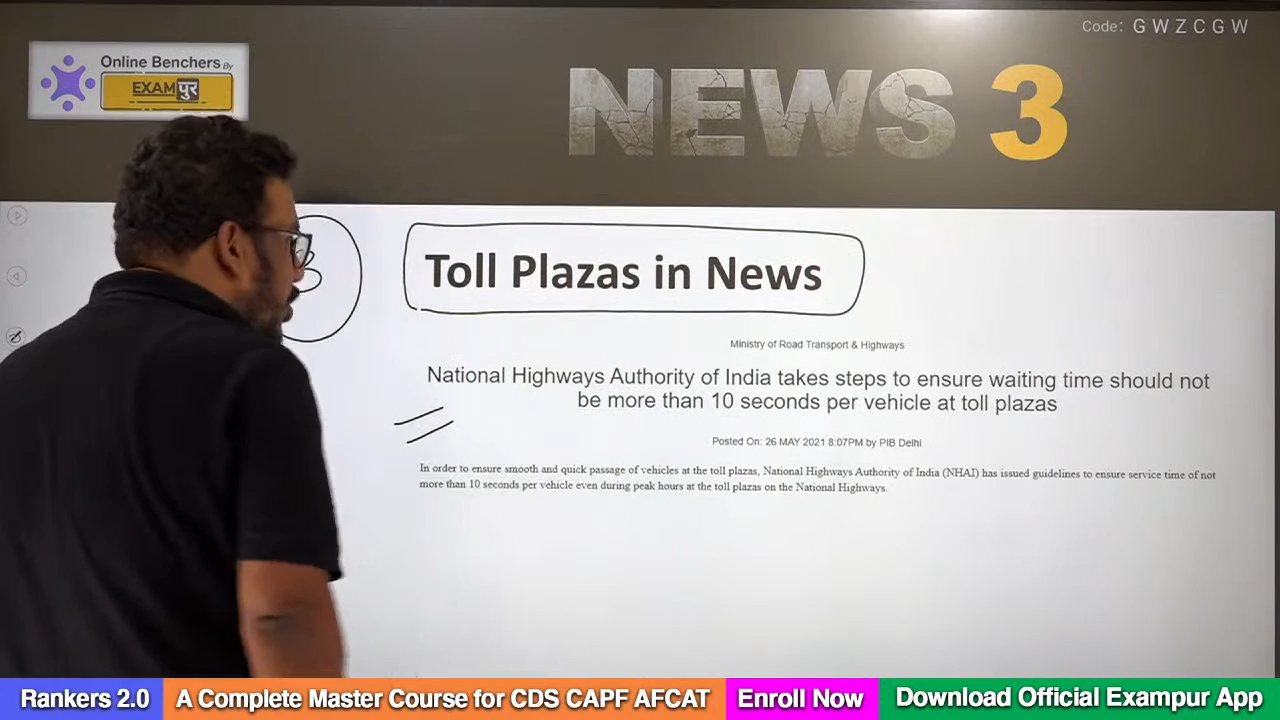 Code: GWZCGW
Online Benchers By
EXAMपुर
NEWS 3
3
Toll Plazas in News
Ministry of Road Transport & Highways
National Highways Authority of India takes steps to ensure waiting time should not
be more than 10 seconds per vehicle at toll plazas
Posted On: 26 MAY 2021 8:07PM by PIB Delhi
In order to ensure smooth and quick passage of vehicles at the toll plazas, National Highways Authority of India (NHAI) has issued guidelines to ensure service time of not
more than 10 seconds per vehicle even during peak hours at the toll plazas on the National Highways.
Rankers 2.0 A Complete Master Course for CDS CAPF AFCAT Enroll Now Download Official Exampur App